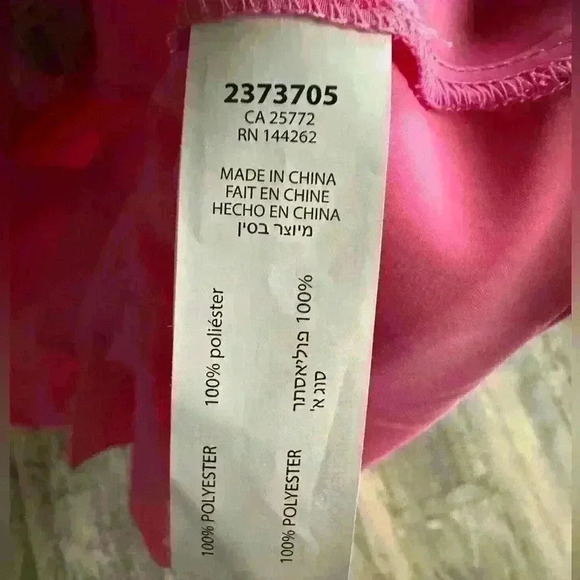 2373705
CA 25772
RN 144262
MADE IN CHINA
FAIT EN CHINE
HECHO EN CHINA
מיוצר בסין
100% poliéster
100% פוליאסתר
סוג א'
100% POLYESTER
100% POLYESTER